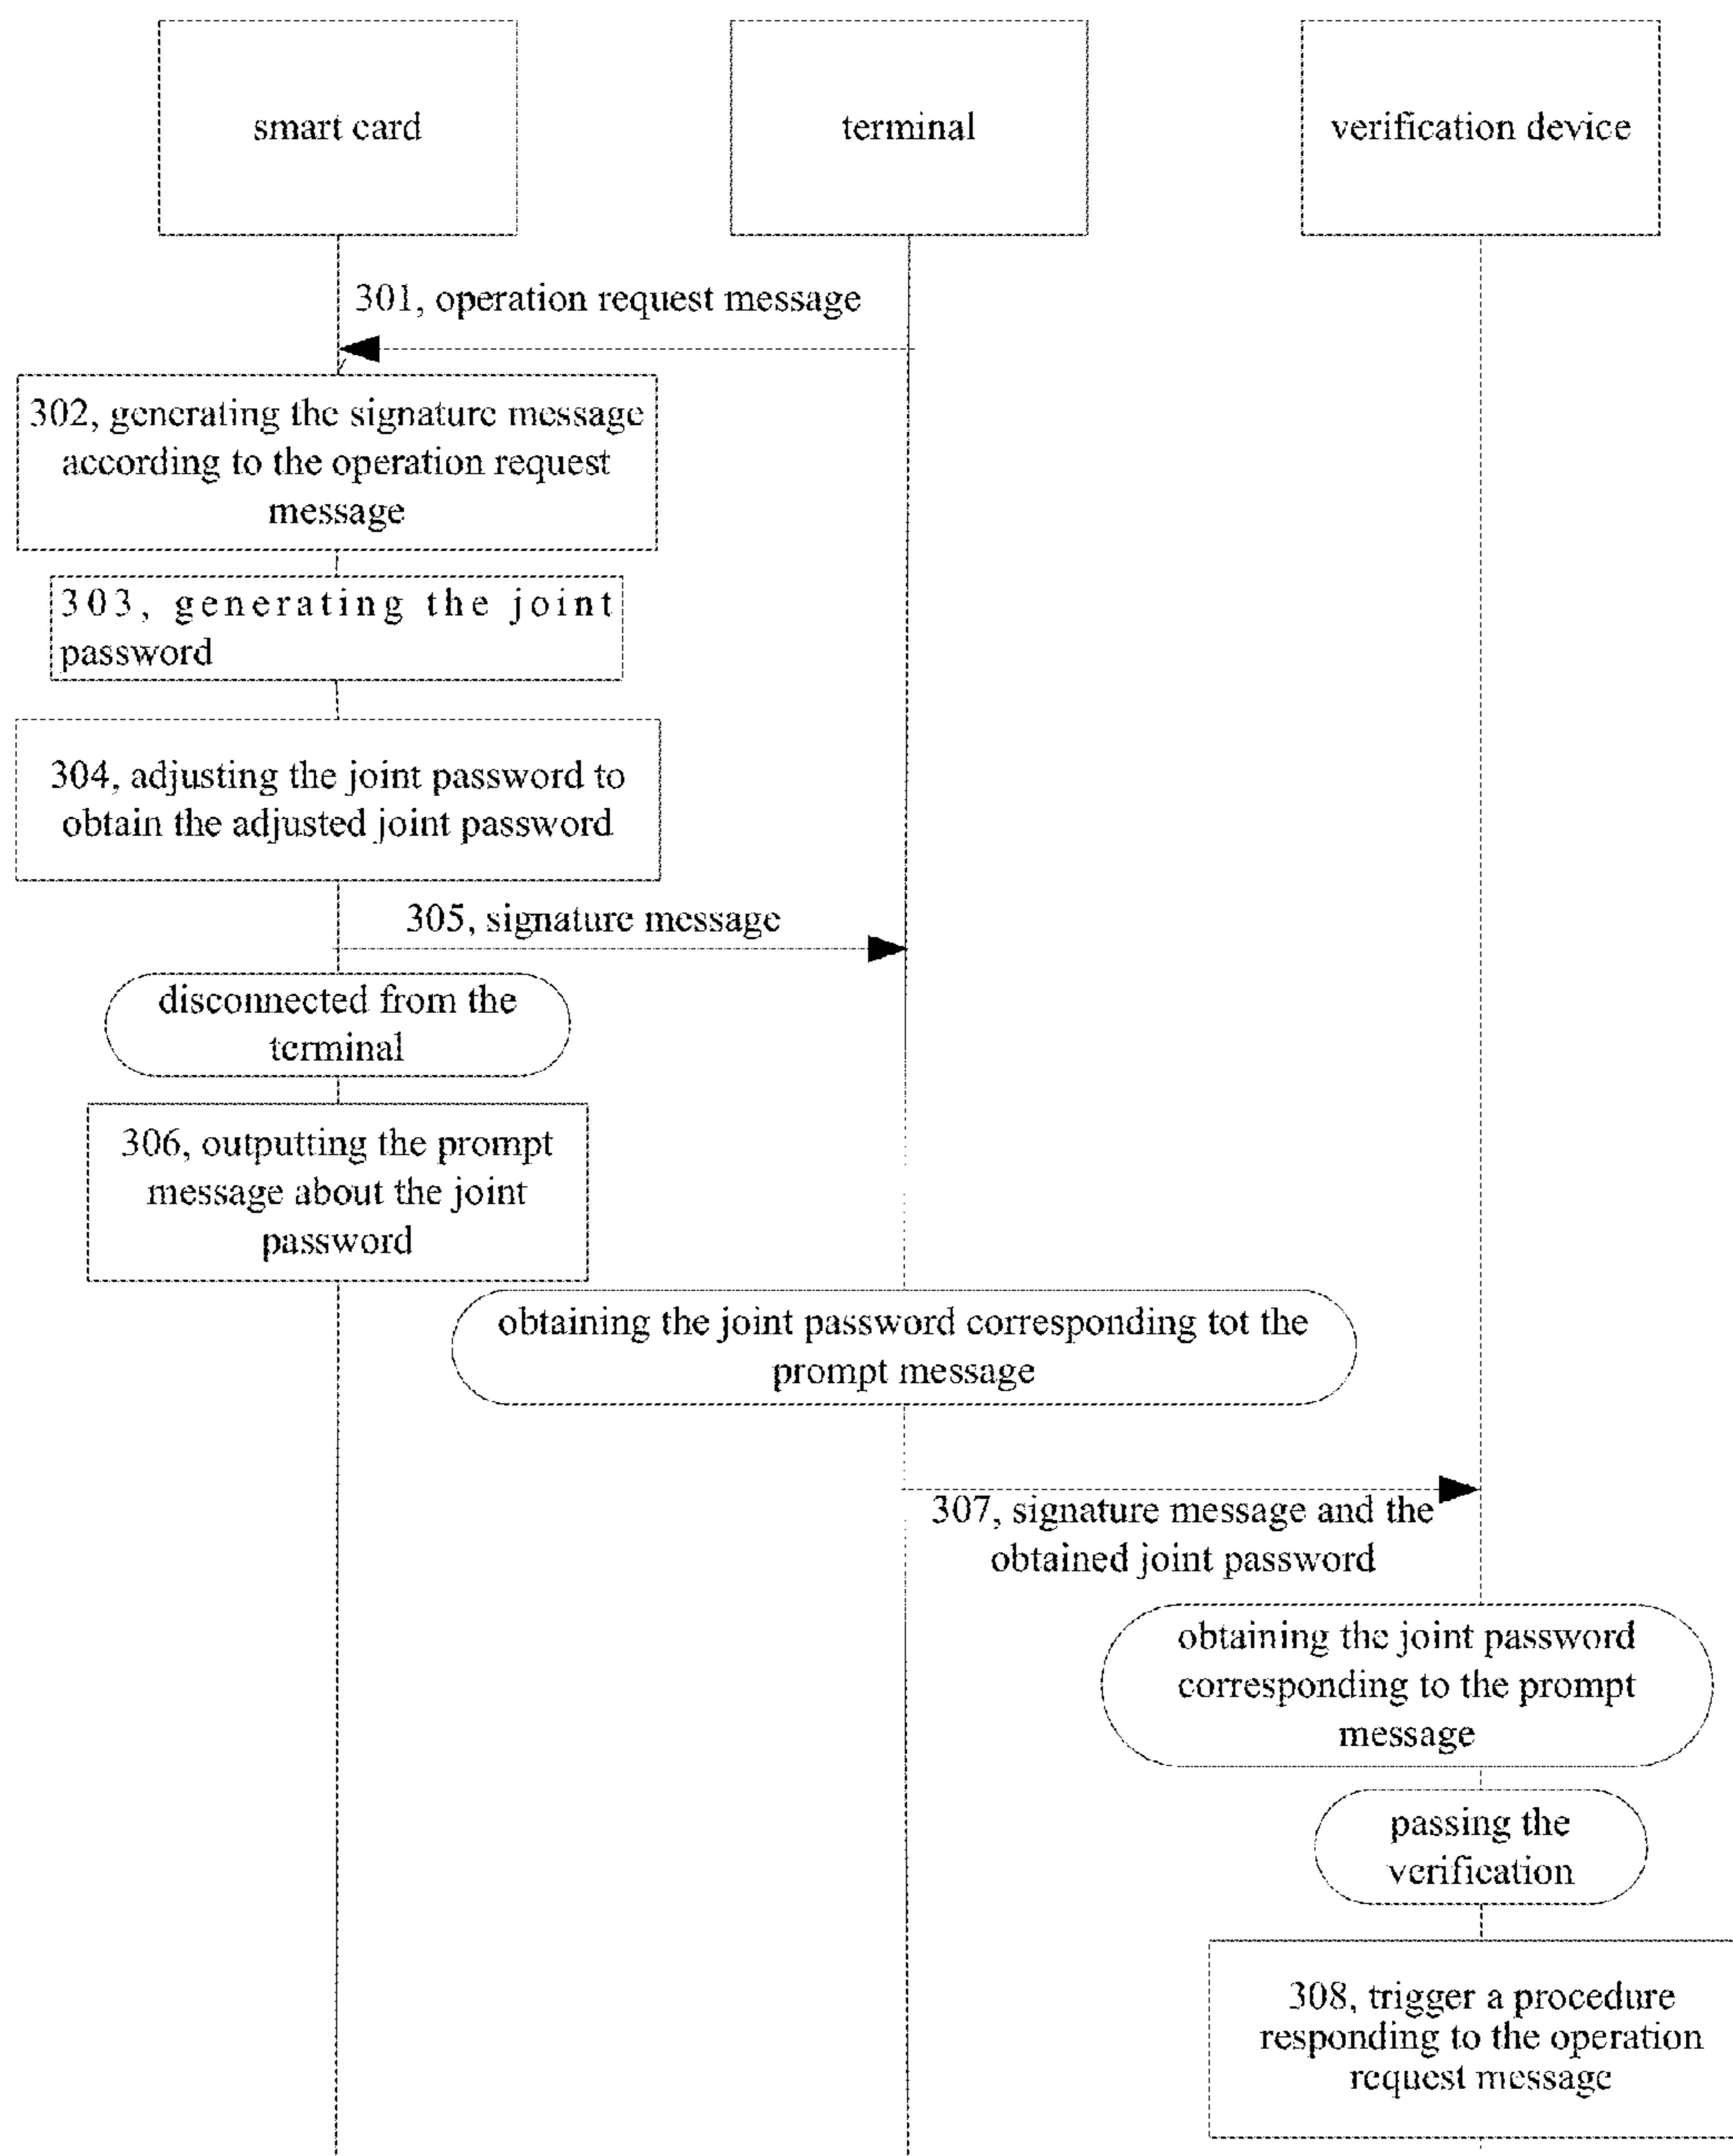 smart card
terminal
verification device
301, operation request message
302, generating the signature message
according to the operation request
message
303, generating the joint
password
304, adjusting the joint password to
obtain the adjusted joint password
305, signature message
disconnected from the
terminal
306, outputting the prompt
message about the joint
password
obtaining the joint password corresponding tot the
prompt message
307, signature message and the
obtained joint password
obtaining the joint password
corresponding to the prompt
message
passing the
verification
308, trigger a procedure
responding to the operation
request message